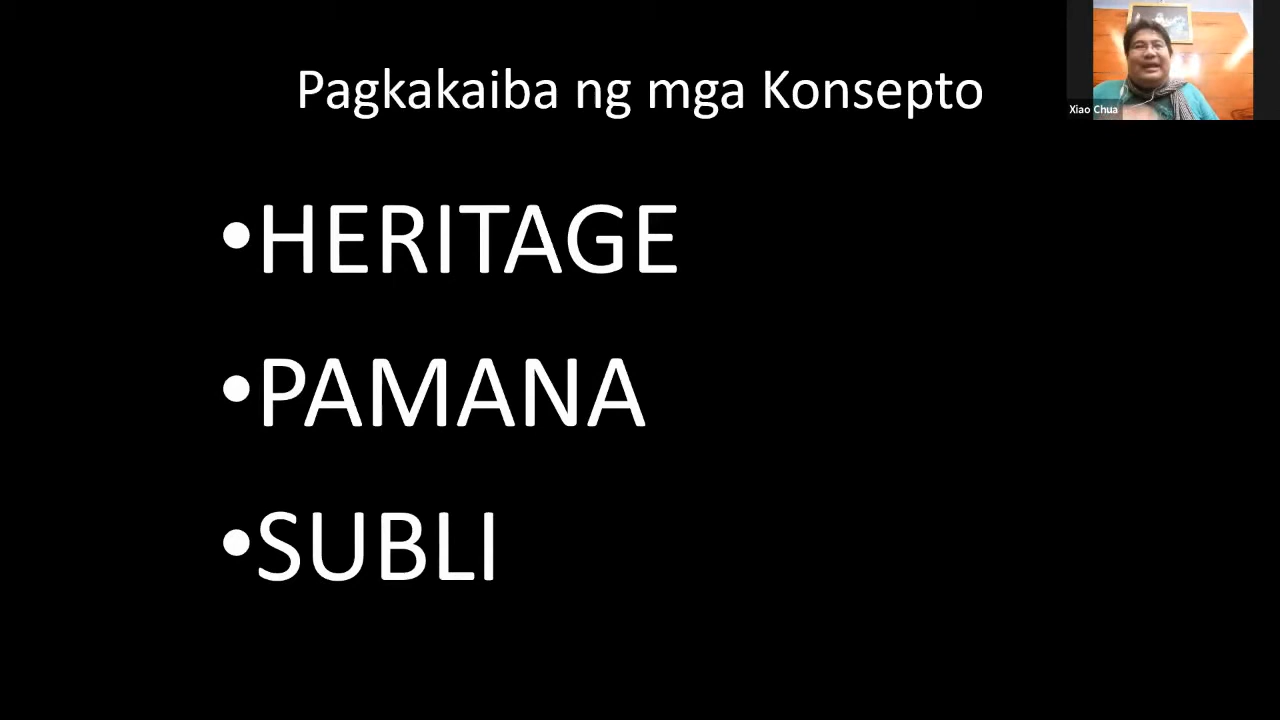 Pagkakaiba ng mga Konsepto
Xiao Chua
•HERITAGE
•PAMANA
•SUBLI